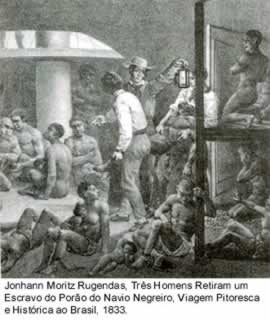 Jonhann Moritz Rugendas, Três Homens Retiram um
Escravo do Porão do Navio Negreiro, Viagem Pitoresca
e Histórica ao Brasil, 1833.